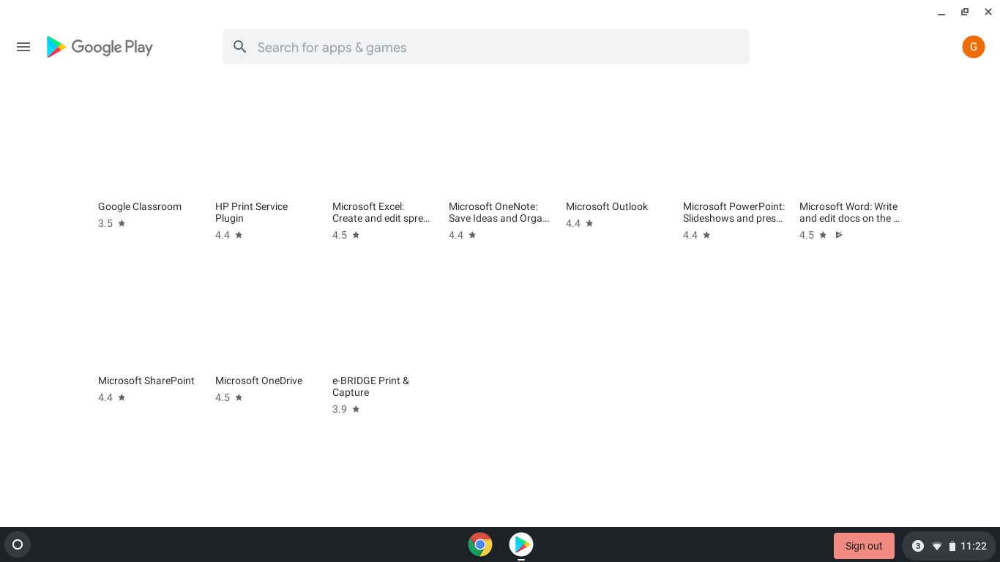 Google Play
Search for apps & games
G
Google Classroom
3.5
HP Print Service
Plugin
4.4
Microsoft Excel:
Create and edit spre...
4.5
Microsoft OneNote:
Save Ideas and Orga...
4.4
Microsoft Outlook
4.4
Microsoft PowerPoint:
Slideshows and pres...
4.4
Microsoft Word: Write
and edit docs on the ...
4.5
Microsoft SharePoint
4.4
Microsoft OneDrive
4.5
e-BRIDGE Print &
Capture
3.9
Sign out
3
11:22